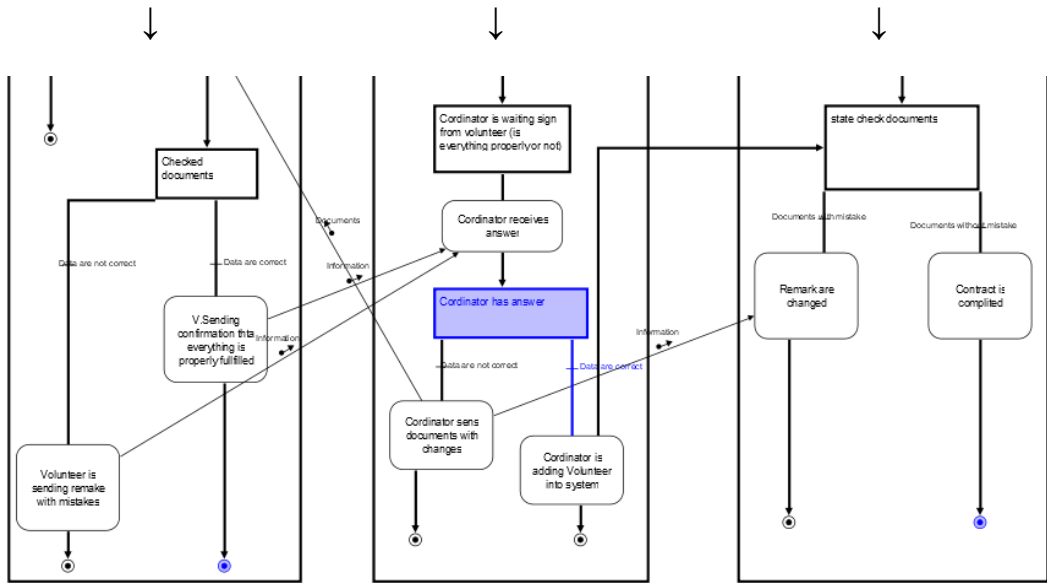 Checked
documents
Data are not correct
Data are correct
V.Sending
confirmation thta
everything is
properly fullfilled
Volunteer is
sending remake
with mistakes
Documents
Information
Information
Cordinator is waiting sign
from volunteer (is
everything properly or not)
Cordinator receives
answer
Cordinator has answer
Data are not correct
Data are correct
Cordinator sens
documents with
changes
Cordinator is
adding Volunteer
into system
Information
state check documents
Documents with mistake
Documents without mistake
Remark are
changed
Contract is
complited